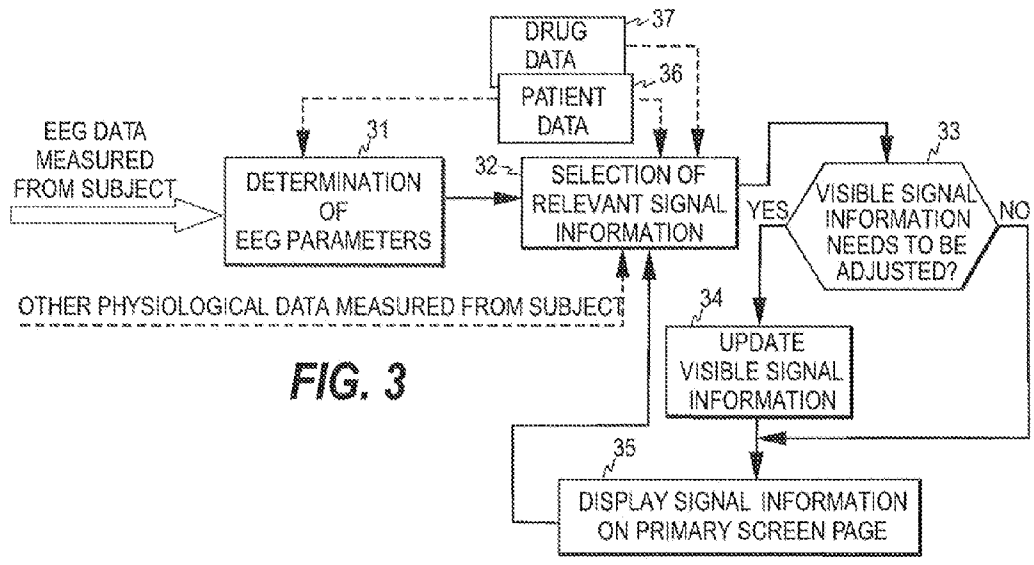 37
DRUG
DATA
36
PATIENT
DATA
EEG DATA
MEASURED
FROM SUBJECT
31
DETERMINATION
OF
EEG PARAMETERS
32
SELECTION OF
RELEVANT SIGNAL
INFORMATION
33
VISIBLE SIGNAL
INFORMATION
NEEDS TO BE
ADJUSTED?
YES
NO
OTHER PHYSIOLOGICAL DATA MEASURED FROM SUBJECT
34
UPDATE
VISIBLE SIGNAL
INFORMATION
FIG. 3
35
DISPLAY SIGNAL INFORMATION
ON PRIMARY SCREEN PAGE